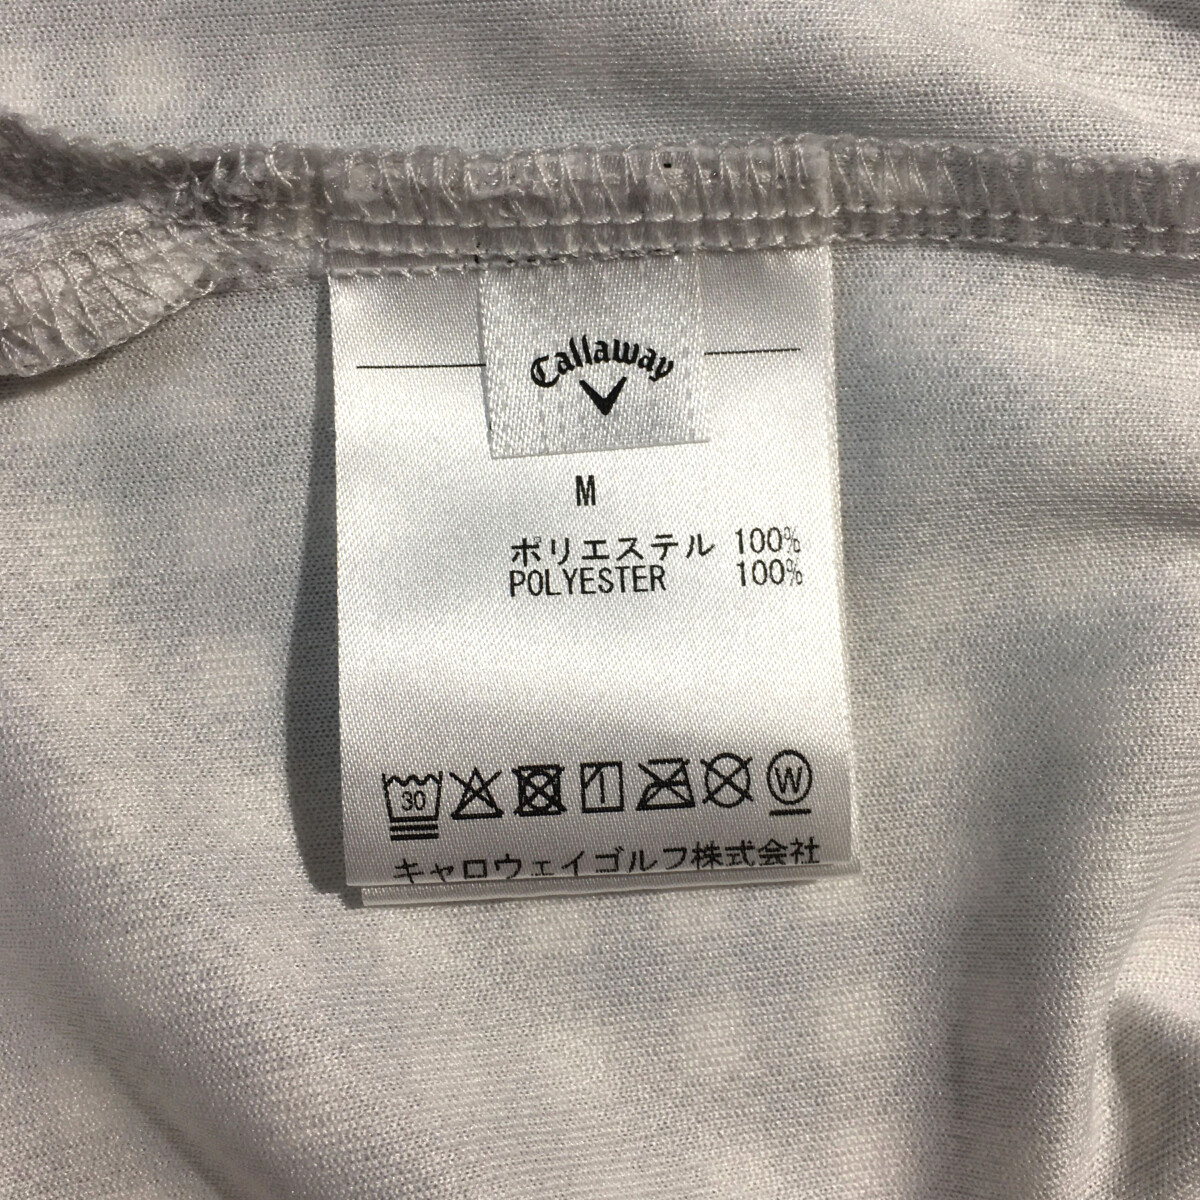 Callaway
M
ポリエステル 100%
POLYESTER 100%
30 W
キャロウェイゴルフ株式会社